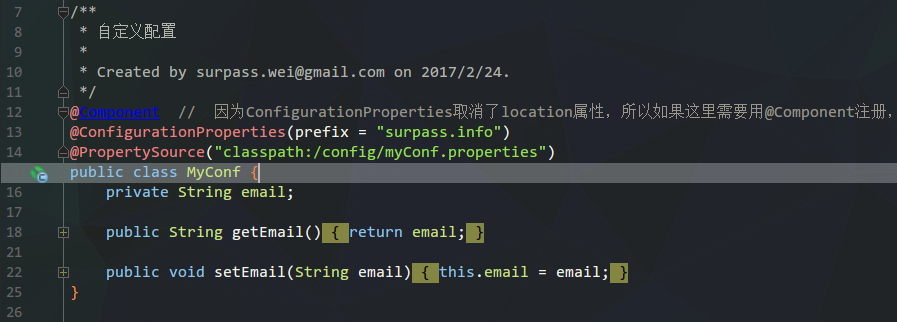 7 /**
8 * 自定义配置
9 *
10 * Created by surpass.wei@gmail.com on 2017/2/24.
11 */
12 @Component // 因为ConfigurationProperties取消了location属性,所以如果这里需要用@Component注册,
13 @ConfigurationProperties(prefix = "surpass.info")
14 @PropertySource("classpath:/config/myConf.properties")
public class MyConf {
16 private String email;
17
18 public String getEmail() { return email; }
21
22 public void setEmail(String email) { this.email = email; }
25 }
26